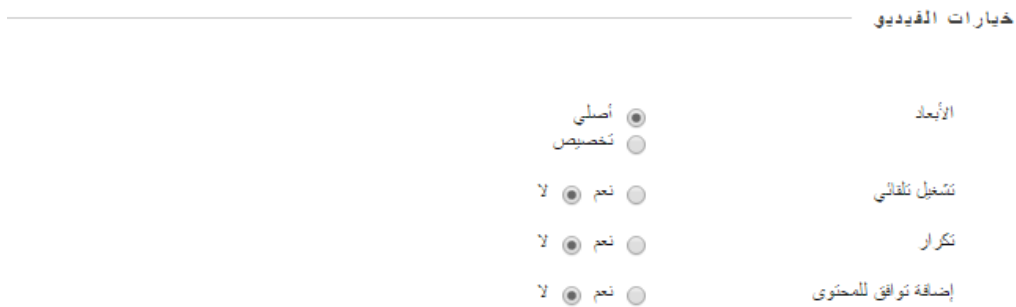 خيارات الفيديو
الأبعاد أصلي
تخصيص
تشغيل تلقائي نعم لا
تكرار نعم لا
إضافة توافق للمحتوى نعم لا